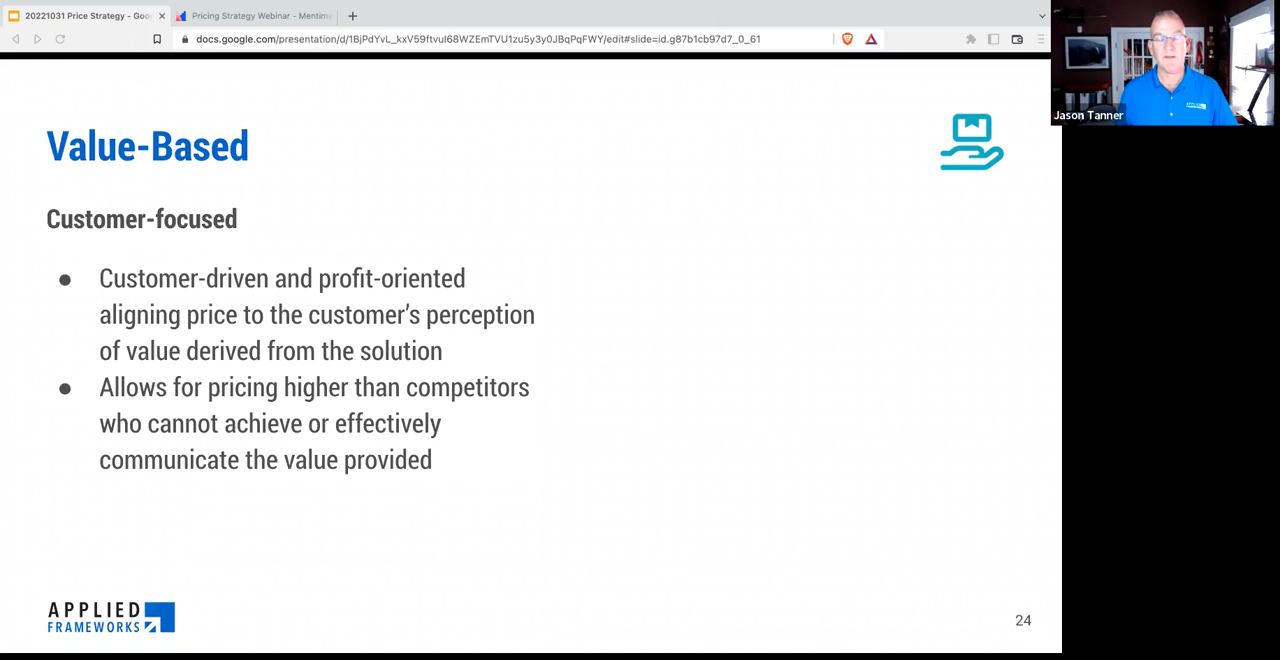 20221031 Price Strategy - Goo
Pricing Strategy Webinar - Mentime
docs.google.com/presentation/d/1BjPdYvL_kxV59ftvuI68WZEmTVU1zu5y3y0JBqPqFWY/edit#slide=id.g87b1cb97d7_0_61
Jason Tanner
APPLIED
FRAMEWORKS
Value-Based
Customer-focused
● Customer-driven and profit-oriented
aligning price to the customer’s perception
of value derived from the solution
● Allows for pricing higher than competitors
who cannot achieve or effectively
communicate the value provided
APPLIED
FRAMEWORKS
24